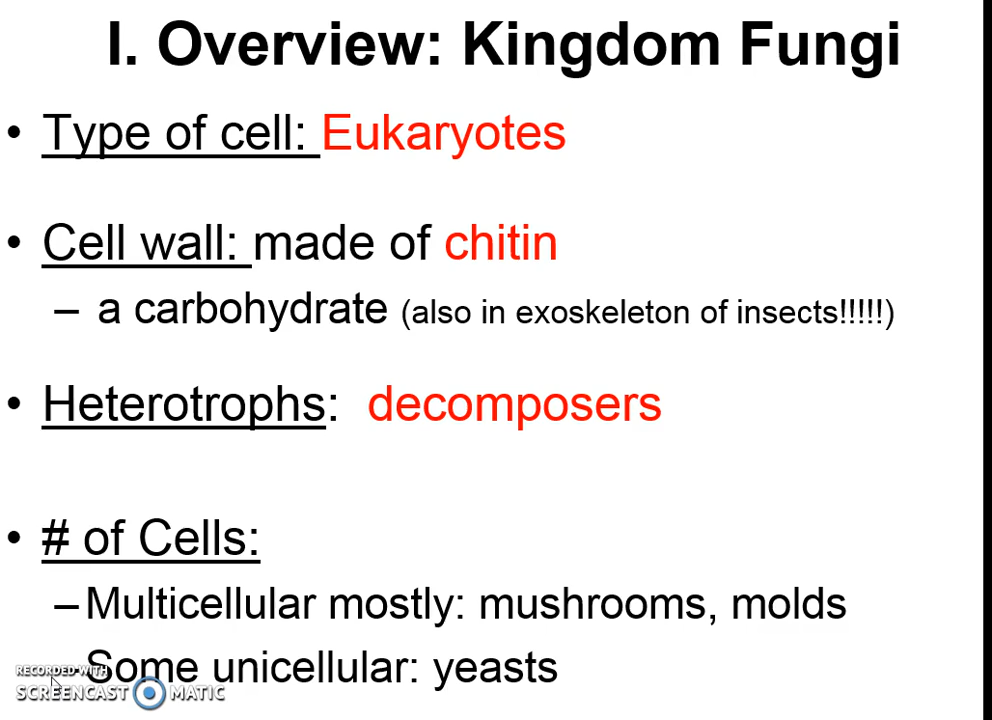 I. Overview: Kingdom Fungi
• Type of cell: Eukaryotes
• Cell wall: made of chitin
– a carbohydrate (also in exoskeleton of insects!!!!!)
• Heterotrophs: decomposers
• # of Cells:
– Multicellular mostly: mushrooms, molds
– Some unicellular: yeasts
RECORDED WITH
SCREENCAST MATIC